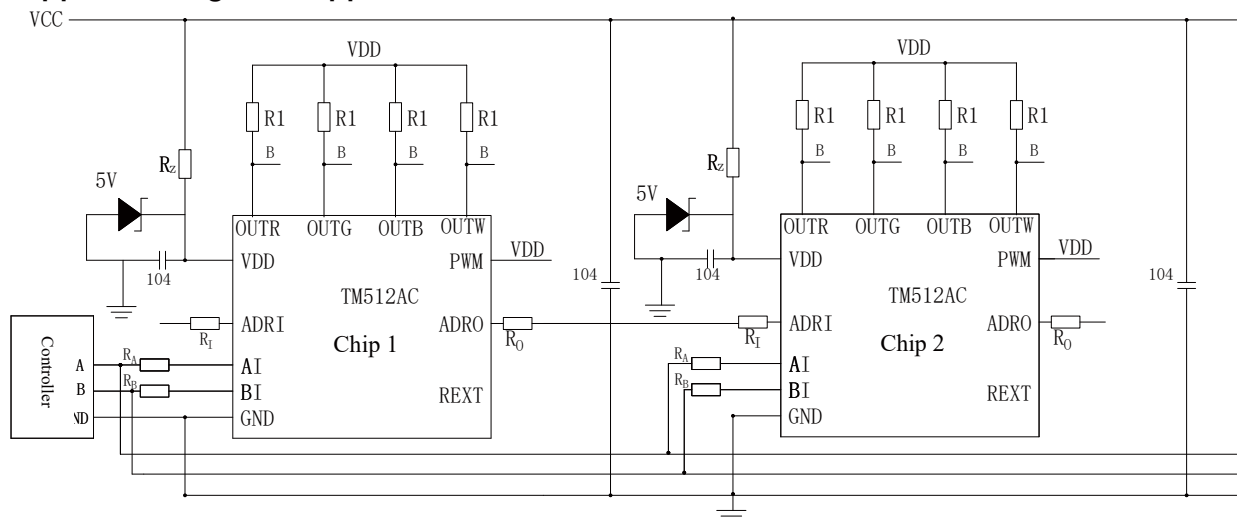 VCC
VDD VDD
R1 R1 R1 R1 R1 R1 R1 R1
B B B B B B B B
RZ RZ
5V 5V
OUTR OUTG OUTB OUTW OUTR OUTG OUTB OUTW
104 VDD PWM VDD 104 104 VDD PWM VDD 104
TM512AC TM512AC
RI ADRI Chip 1 ADRO RO RI ADRI Chip 2 ADRO RO
Controller
A RA AI RA AI
B RB BI REXT RB BI REXT
ND GND GND